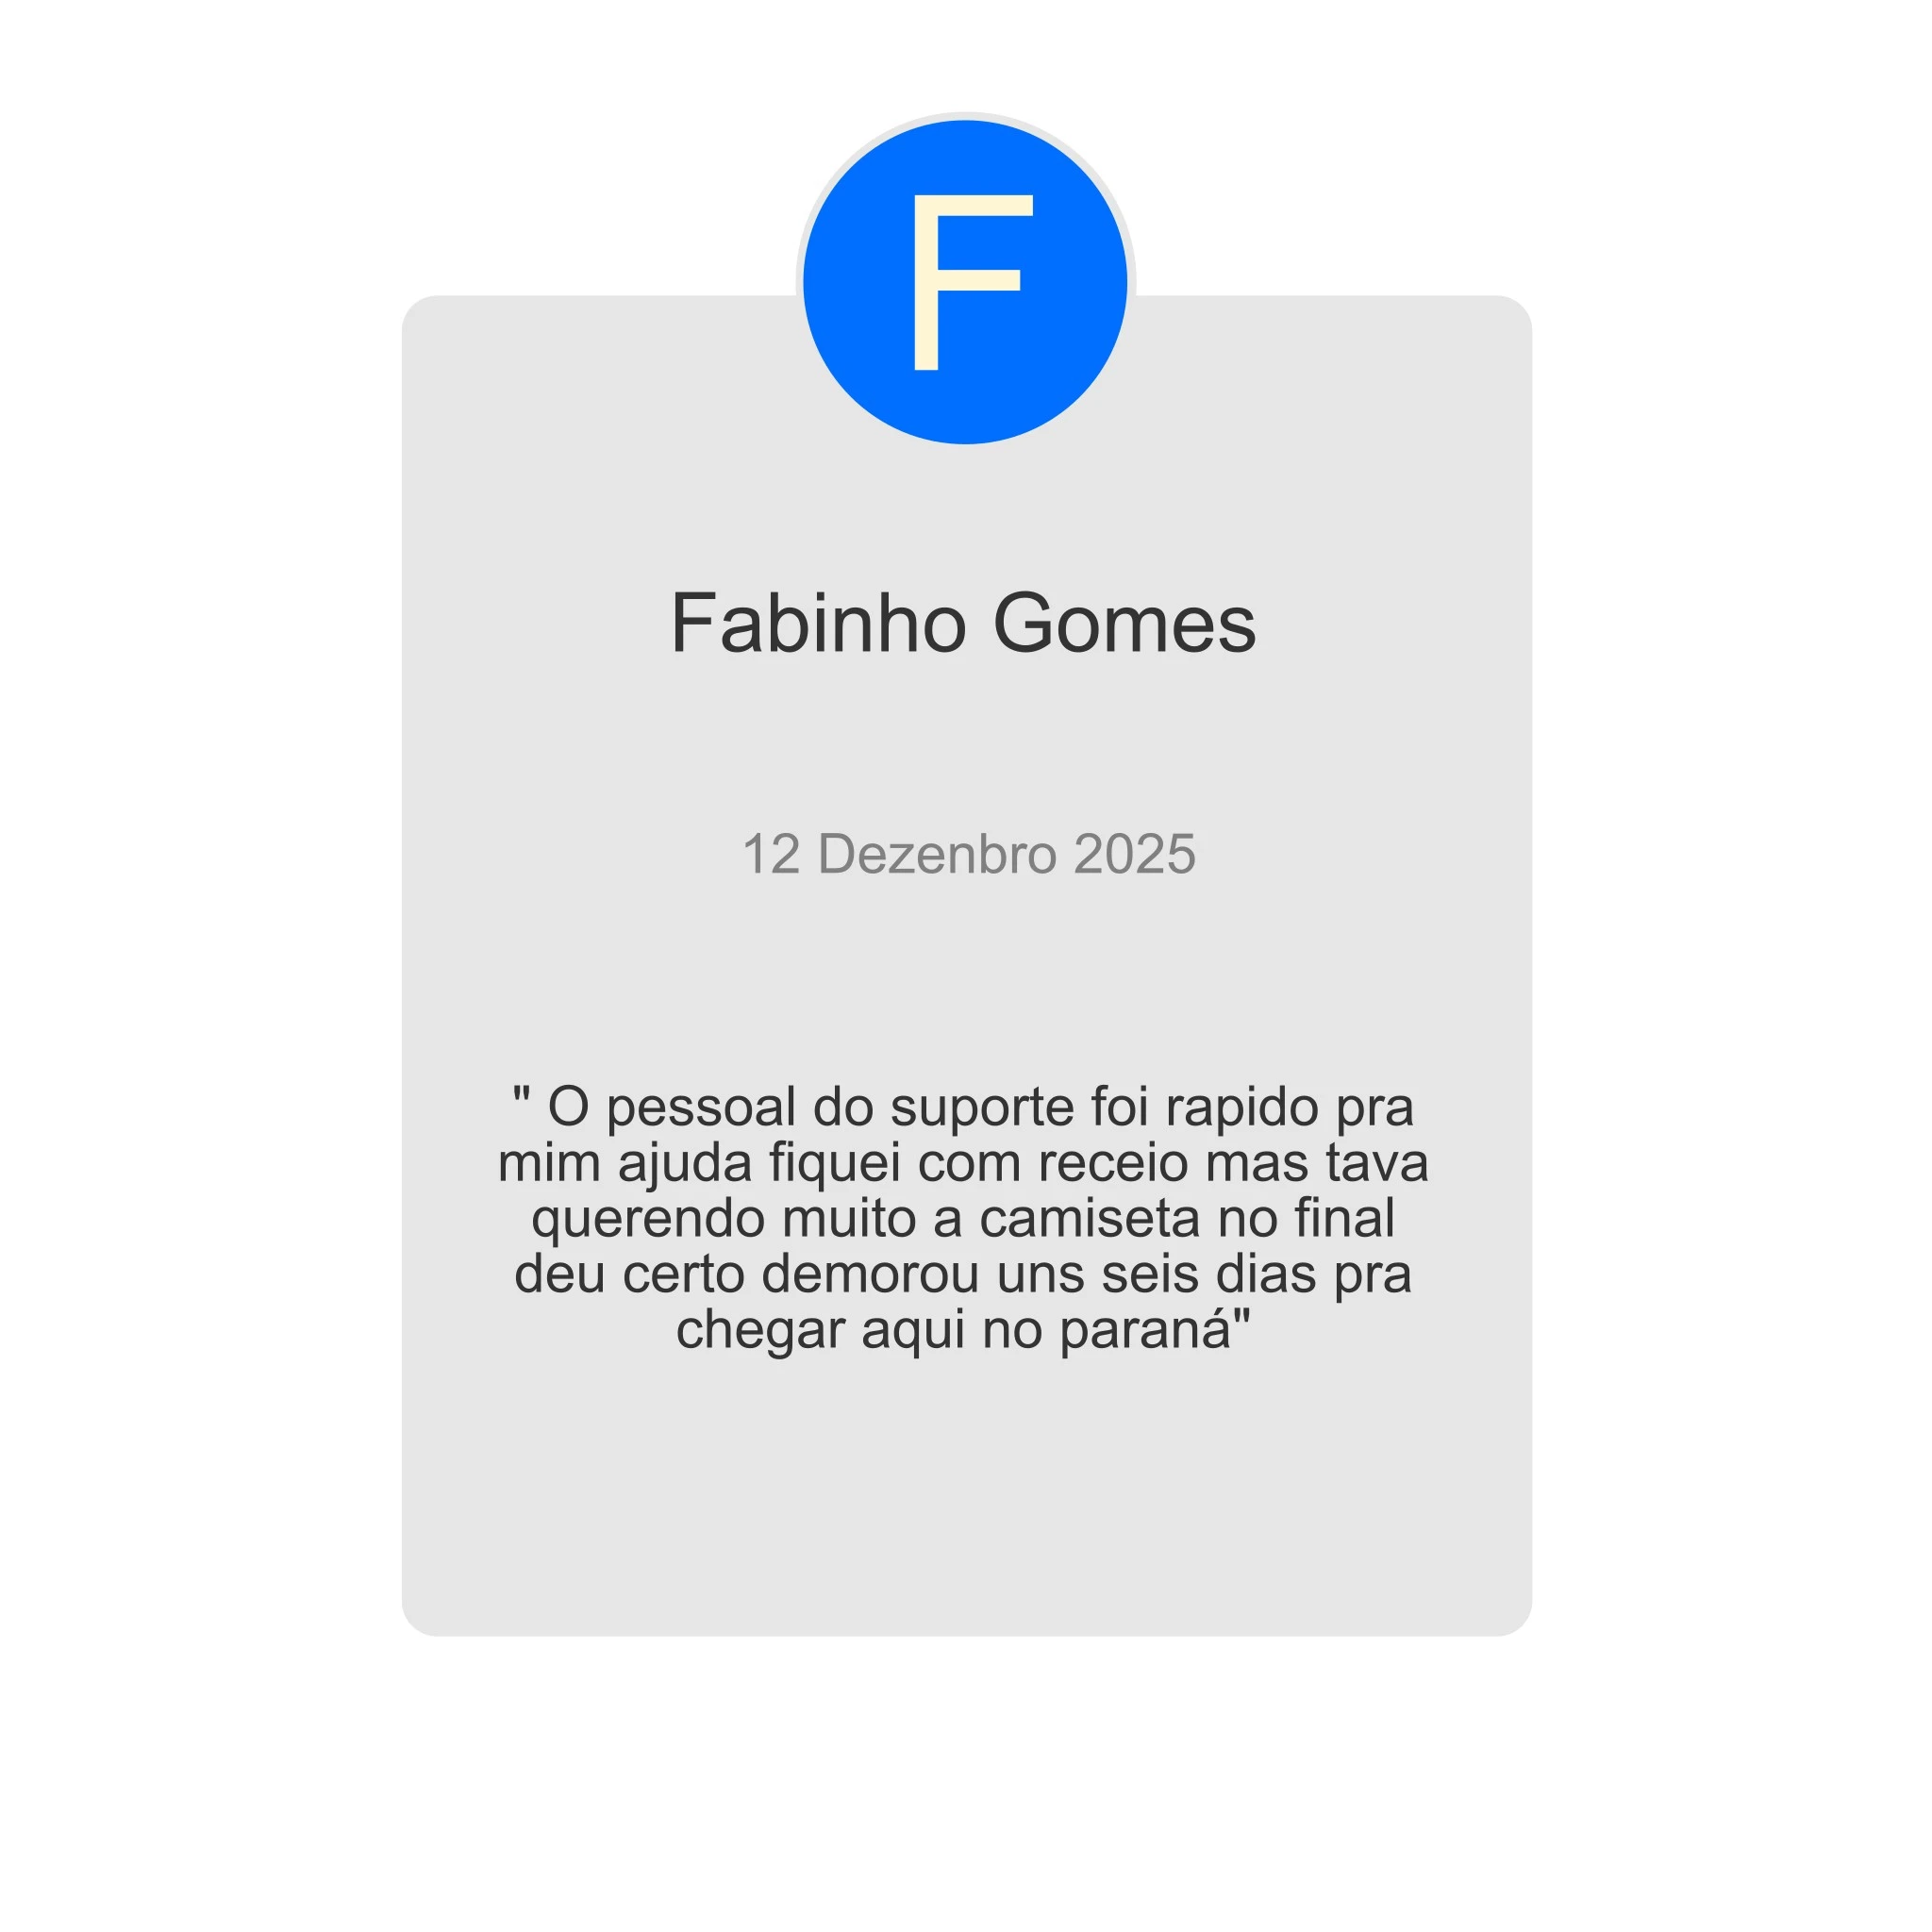 F
Fabinho Gomes
12 Dezenbro 2025
" O pessoal do suporte foi rapido pra
mim ajuda fiquei com receio mas tava
querendo muito a camiseta no final
deu certo demorou uns seis dias pra
chegar aqui no paraná"